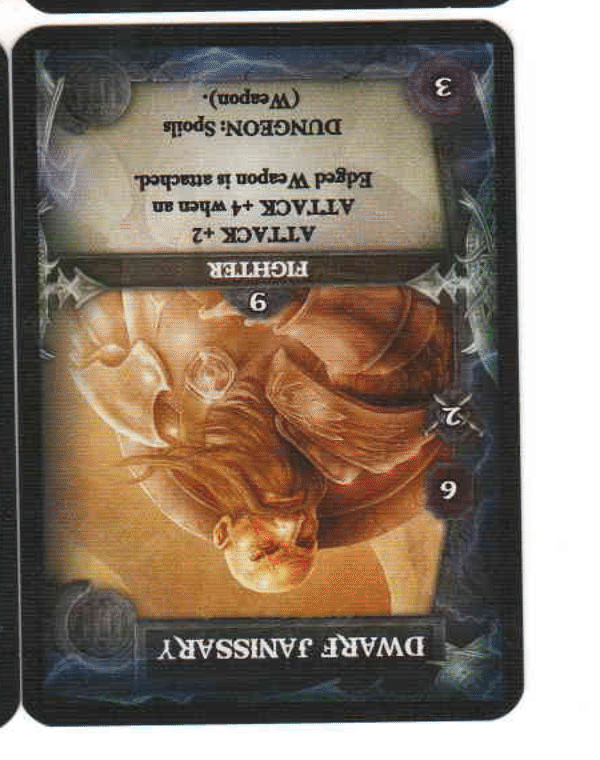 DWARF JANISSARY
9
2
6
FIGHTER
ATTACK +2
ATTACK +4 when an
Edged Weapon is attached.
DUNGEON: Spoils
(Weapon).
3